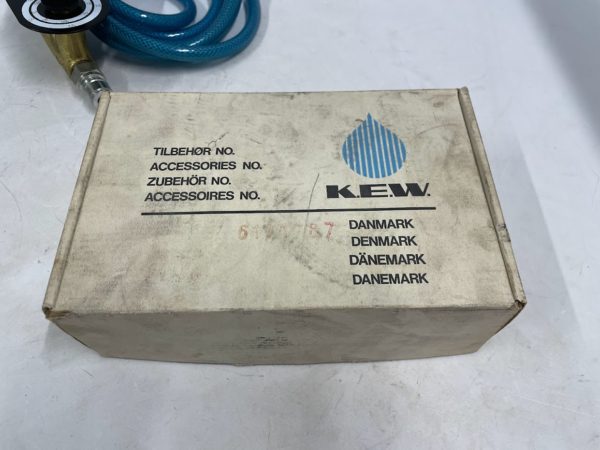 TILBEHØR NO.
ACCESSORIES NO.
ZUBEHÖR NO.
ACCESSOIRES NO.
K.E.W.
DANMARK
DENMARK
DÄNEMARK
DANEMARK